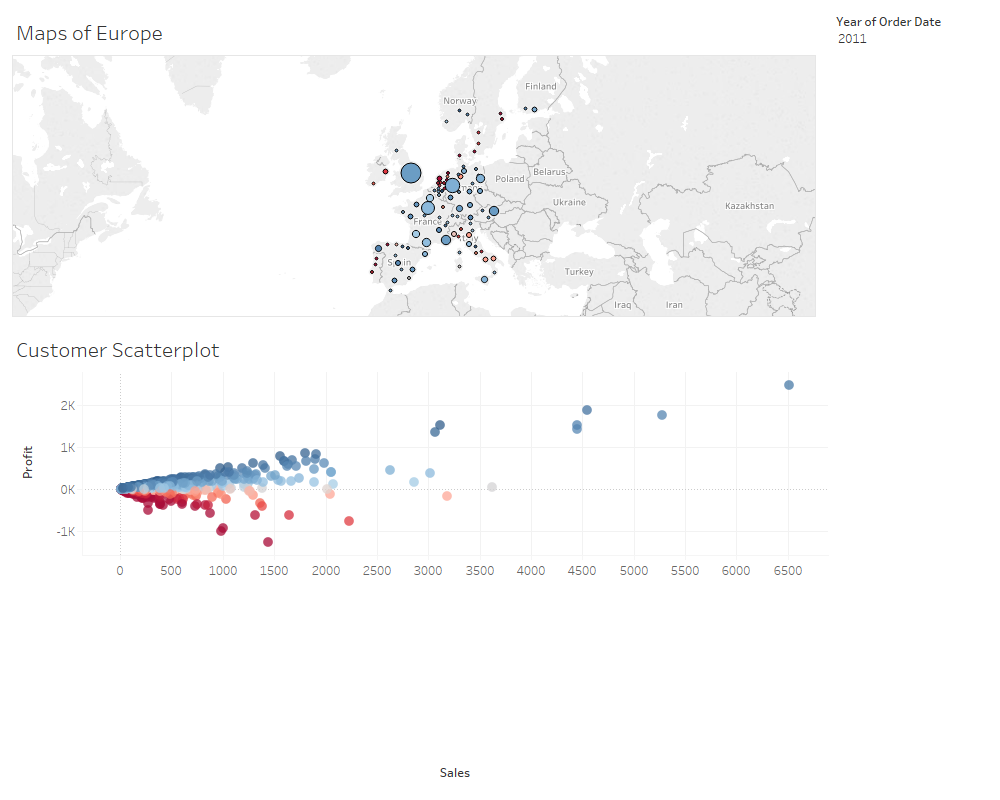 Maps of Europe
Year of Order Date
2011
Finland
Norway
Belarus
Poland
Ukraine
Kazakhstan
France
Spain
Turkey
Iraq
Iran
Customer Scatterplot
Profit
2K
1K
0K
-1K
0 500 1000 1500 2000 2500 3000 3500 4000 4500 5000 5500 6000 6500
Sales